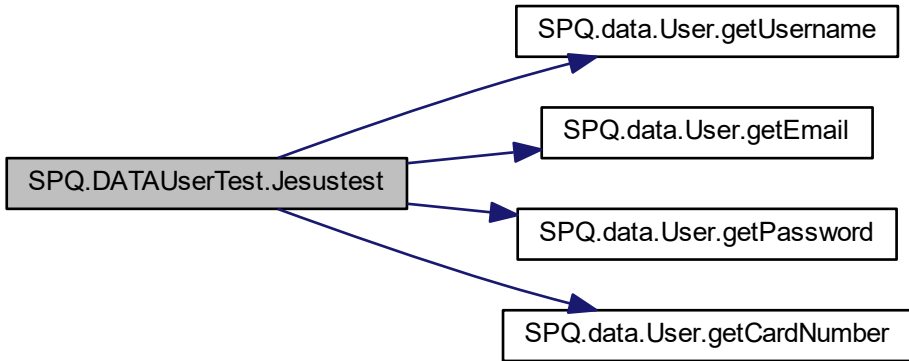 SPQ.data.User.getUsername
SPQ.data.User.getEmail
SPQ.DATAUserTest.Jesustest
SPQ.data.User.getPassword
SPQ.data.User.getCardNumber